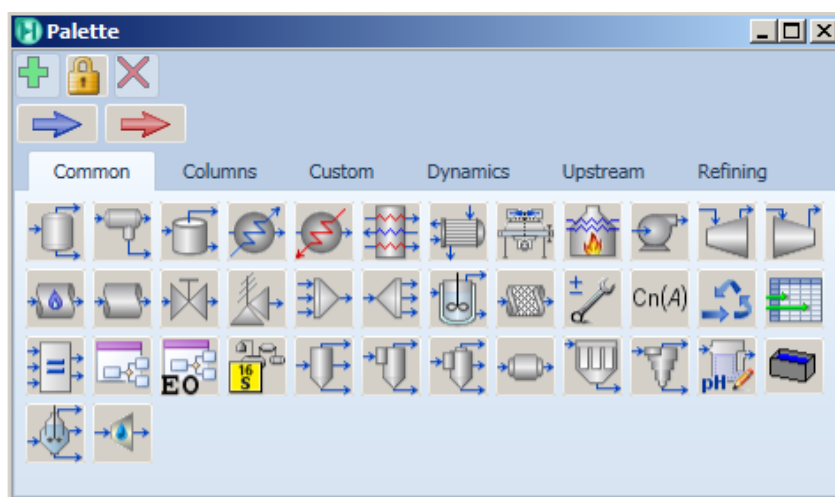 Palette
Common Columns Custom Dynamics Upstream Refining
±
Cn(A)
EO
16
S
pH